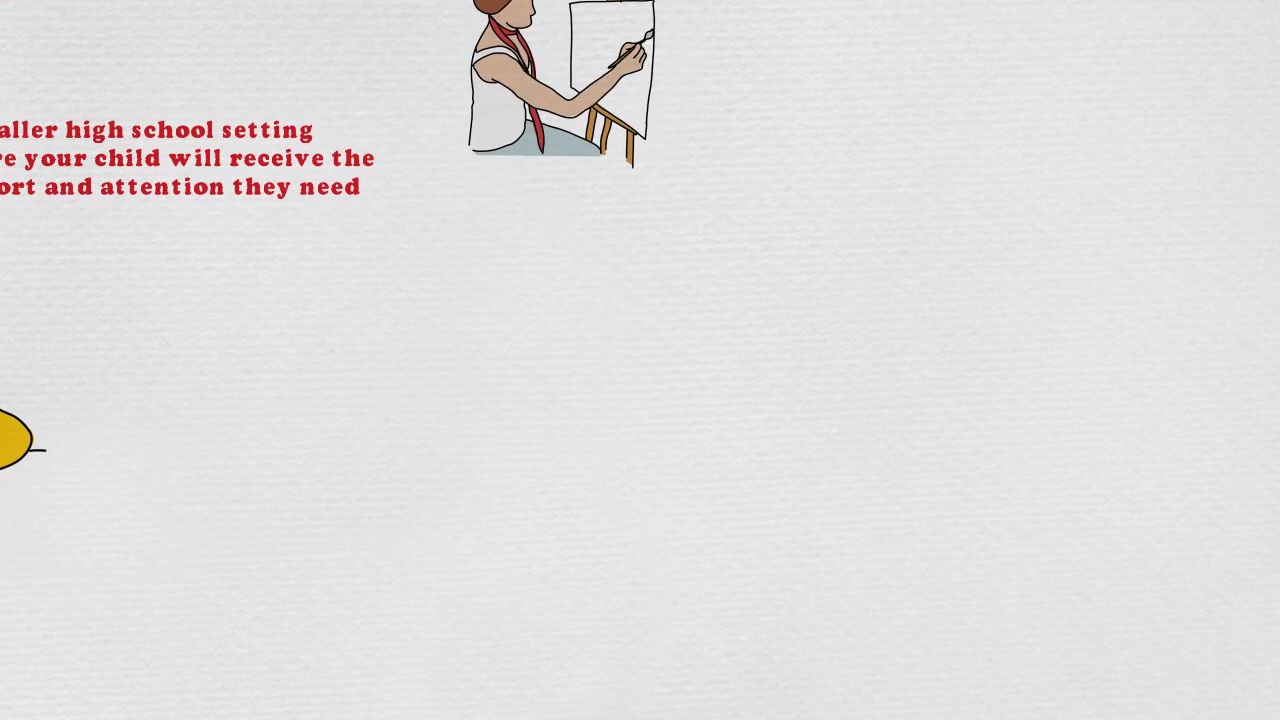 aller high school setting
re your child will receive the
ort and attention they need